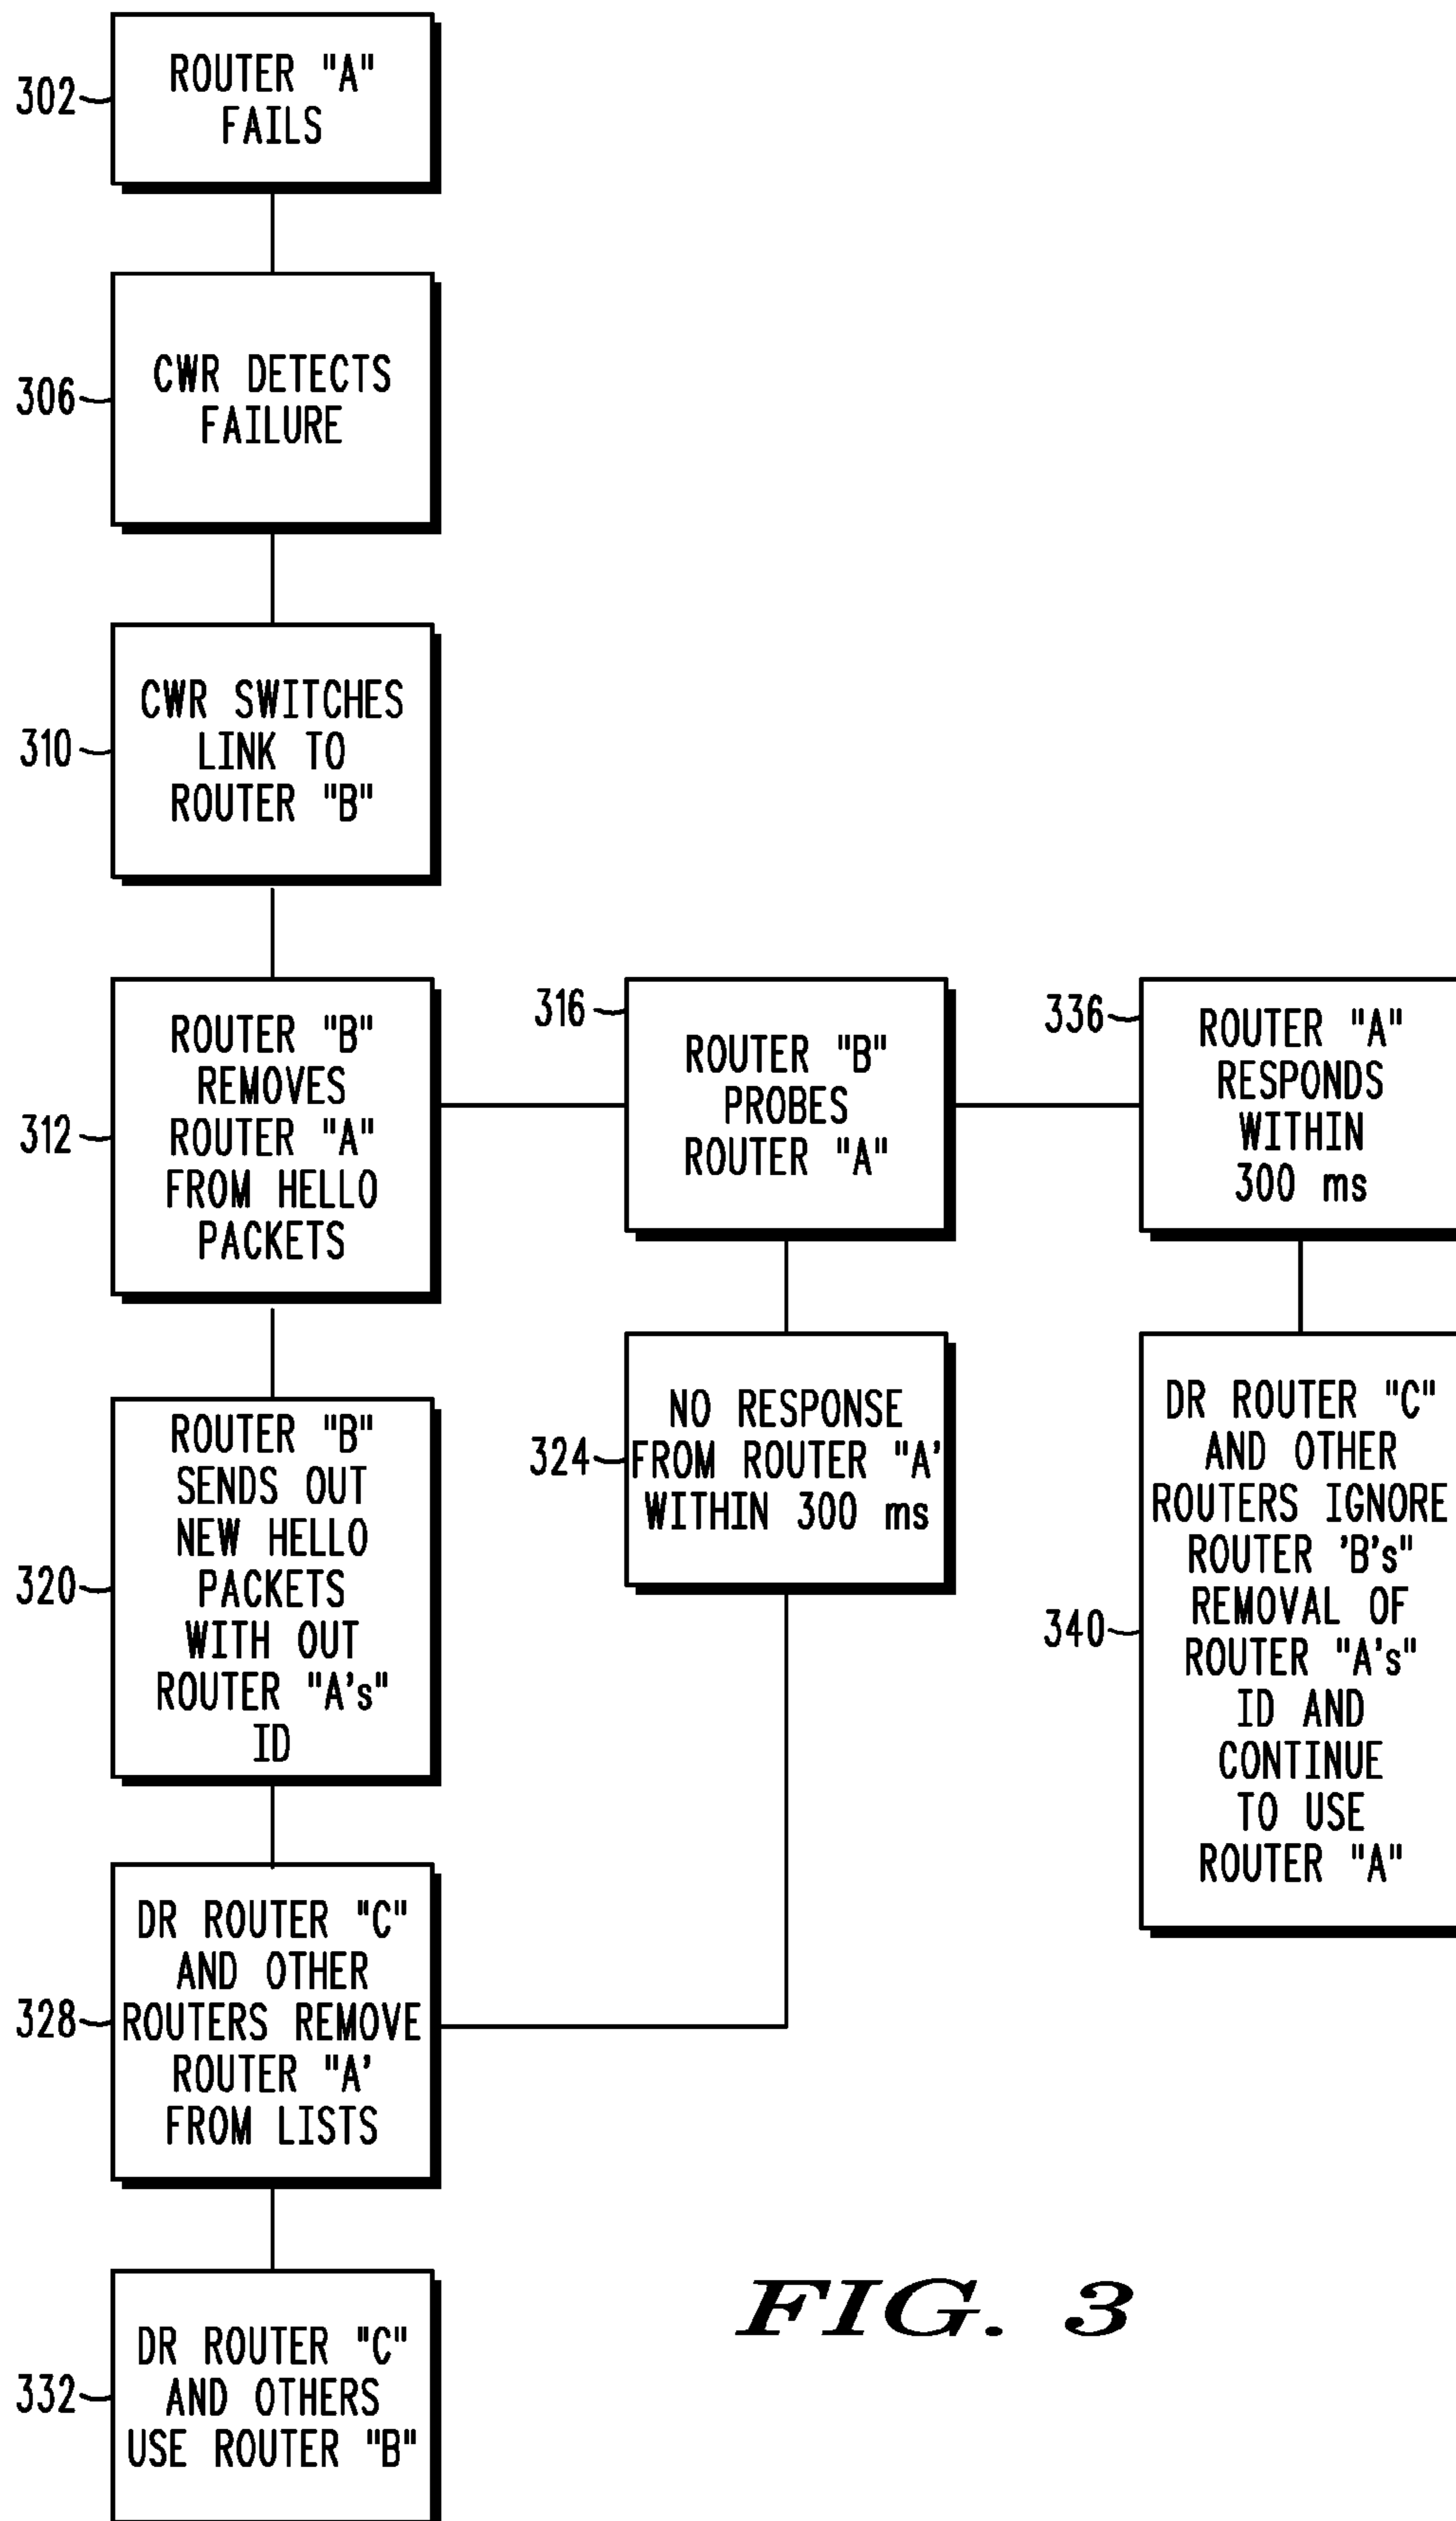 302
ROUTER "A"
FAILS
306
CWR DETECTS
FAILURE
310
CWR SWITCHES
LINK TO
ROUTER "B"
312
ROUTER "B"
REMOVES
ROUTER "A"
FROM HELLO
PACKETS
316
ROUTER "B"
PROBES
ROUTER "A"
336
ROUTER "A"
RESPONDS
WITHIN
300 ms
320
ROUTER "B"
SENDS OUT
NEW HELLO
PACKETS
WITH OUT
ROUTER "A's"
ID
324
NO RESPONSE
FROM ROUTER "A'
WITHIN 300 ms
340
DR ROUTER "C"
AND OTHER
ROUTERS IGNORE
ROUTER 'B's"
REMOVAL OF
ROUTER "A's"
ID AND
CONTINUE
TO USE
ROUTER "A"
328
DR ROUTER "C"
AND OTHER
ROUTERS REMOVE
ROUTER "A'
FROM LISTS
332
DR ROUTER "C"
AND OTHERS
USE ROUTER "B"
FIG. 3